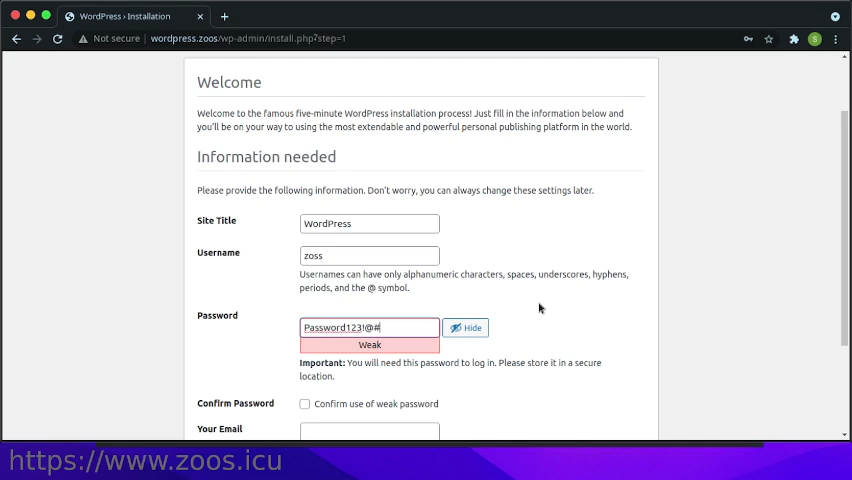 WordPress › Installation
Not secure
wordpress.zoos/wp-admin/install.php?step=1
S
Welcome
Welcome to the famous five-minute WordPress installation process! Just fill in the information below and
you'll be on your way to using the most extendable and powerful personal publishing platform in the world.
Information needed
Please provide the following information. Don't worry, you can always change these settings later.
Site Title
WordPress
Username
zoss
Usernames can have only alphanumeric characters, spaces, underscores, hyphens,
periods, and the @ symbol.
Password
Password123!@#
Hide
Weak
Important: You will need this password to log in. Please store it in a secure
location.
Confirm Password
Confirm use of weak password
Your Email
https://www.zoos.icu